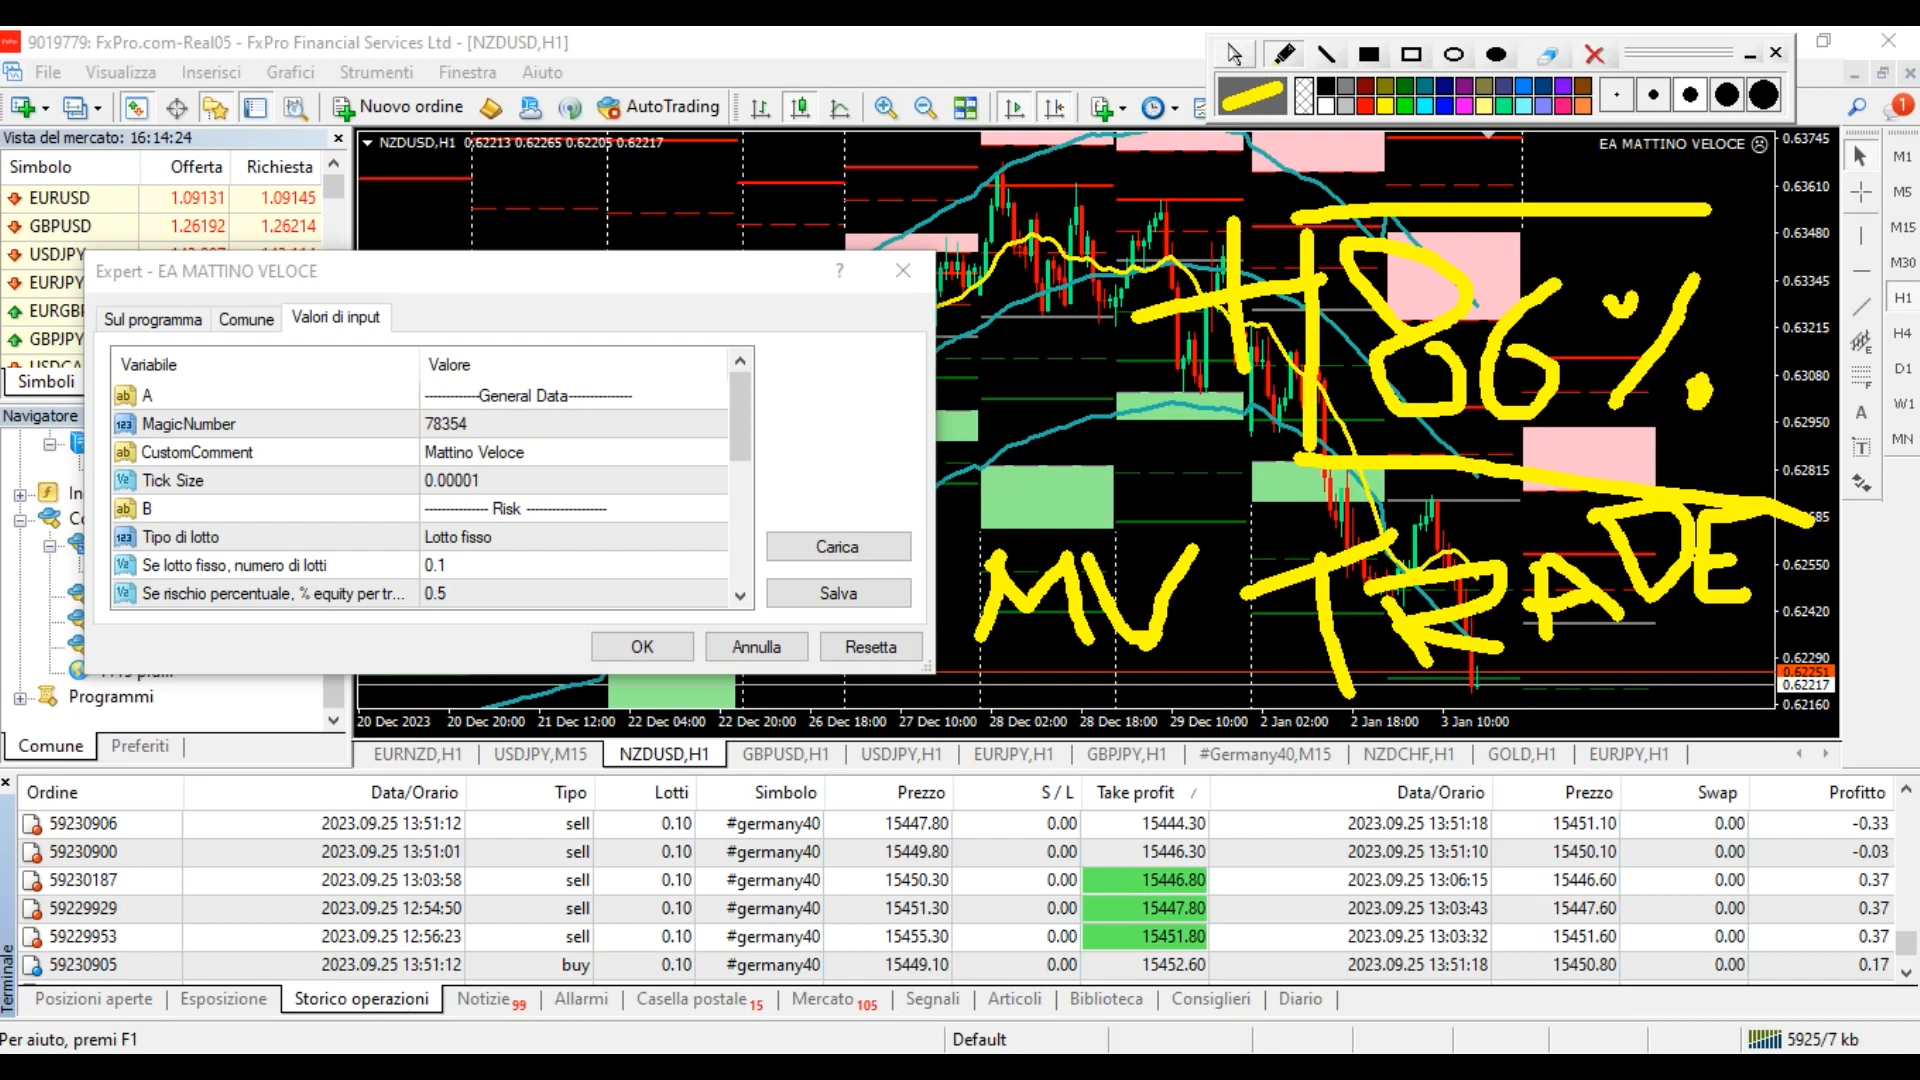 9019779: FxPro.com-Real05 - FxPro Financial Services Ltd - [NZDUSD,H1]
File Visualizza Inserisci Grafici Strumenti Finestra Aiuto
Nuovo ordine AutoTrading
1
Vista del mercato: 16:14:24
Simbolo Offerta Richiesta
EURUSD 1.09131 1.09145
GBPUSD 1.26192 1.26214
USDJPY
EURJPY
EURGBP
GBPJPY
Simboli
Navigatore
Programmi
Comune Preferiti
NZDUSD,H1 0.62213 0.62265 0.62205 0.62217
EA MATTINO VELOCE
+186%
MV TRADE
0.63745
0.63610
0.63480
0.63345
0.63215
0.63080
0.62950
0.62815
0.62550
0.62420
0.62290
0.62251
0.62217
0.62160
20 Dec 2023 20 Dec 20:00 21 Dec 12:00 22 Dec 04:00 22 Dec 20:00 26 Dec 18:00 27 Dec 10:00 28 Dec 02:00 28 Dec 18:00 29 Dec 10:00 2 Jan 02:00 2 Jan 18:00 3 Jan 10:00
M1
M5
M15
M30
H1
H4
D1
W1
MN
Expert - EA MATTINO VELOCE
Sul programma Comune Valori di input
Variabile Valore
A -------------General Data---------------
MagicNumber 78354
CustomComment Mattino Veloce
Tick Size 0.00001
B --------------- Risk -------------------
Tipo di lotto Lotto fisso
Se lotto fisso, numero di lotti 0.1
Se rischio percentuale, % equity per tr... 0.5
Carica
Salva
OK Annulla Resetta
EURNZD,H1 USDJPY,M15 NZDUSD,H1 GBPUSD,H1 USDJPY,H1 EURJPY,H1 GBPJPY,H1 #Germany40,M15 NZDCHF,H1 GOLD,H1 EURJPY,H1
Ordine Data/Orario Tipo Lotti Simbolo Prezzo S / L Take profit / Data/Orario Prezzo Swap Profitto
59230906 2023.09.25 13:51:12 sell 0.10 #germany40 15447.80 0.00 15444.30 2023.09.25 13:51:18 15451.10 0.00 -0.33
59230900 2023.09.25 13:51:01 sell 0.10 #germany40 15449.80 0.00 15446.30 2023.09.25 13:51:10 15450.10 0.00 -0.03
59230187 2023.09.25 13:03:58 sell 0.10 #germany40 15450.30 0.00 15446.80 2023.09.25 13:06:15 15446.60 0.00 0.37
59229929 2023.09.25 12:54:50 sell 0.10 #germany40 15451.30 0.00 15447.80 2023.09.25 13:03:43 15447.60 0.00 0.37
59229953 2023.09.25 12:56:23 sell 0.10 #germany40 15455.30 0.00 15451.80 2023.09.25 13:03:32 15451.60 0.00 0.37
59230905 2023.09.25 13:51:12 buy 0.10 #germany40 15449.10 0.00 15452.60 2023.09.25 13:51:18 15450.80 0.00 0.17
Terminale
Posizioni aperte Esposizione Storico operazioni Notizie 99 Allarmi Casella postale 15 Mercato 105 Segnali Articoli Biblioteca Consiglieri Diario
Per aiuto, premi F1 Default 5925/7 kb